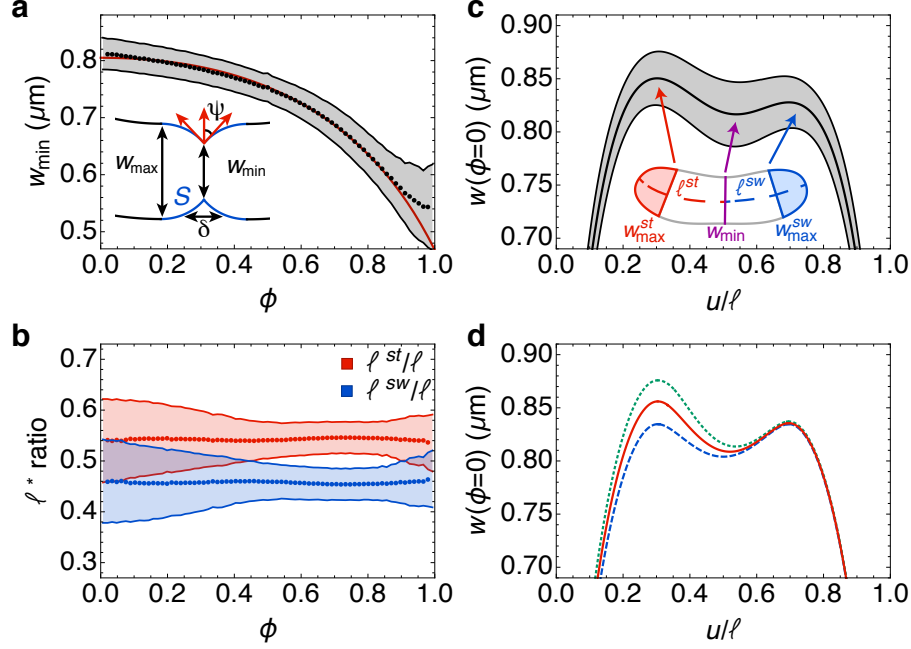 a
w_min (μm)
0.8
0.7
0.6
0.5
ψ
w_max
w_min
S
δ
0.0 0.2 0.4 0.6 0.8 1.0
ϕ
c
w(ϕ=0) (μm)
0.90
0.85
0.80
0.75
0.70
ℓ^st
ℓ^sw
w_max^st
w_min
w_max^sw
0.0 0.2 0.4 0.6 0.8 1.0
u/ℓ
b
ℓ* ratio
0.7
0.6
0.5
0.4
0.3
ℓ^st/ℓ
ℓ^sw/ℓ
0.0 0.2 0.4 0.6 0.8 1.0
ϕ
d
w(ϕ=0) (μm)
0.90
0.85
0.80
0.75
0.70
0.0 0.2 0.4 0.6 0.8 1.0
u/ℓ